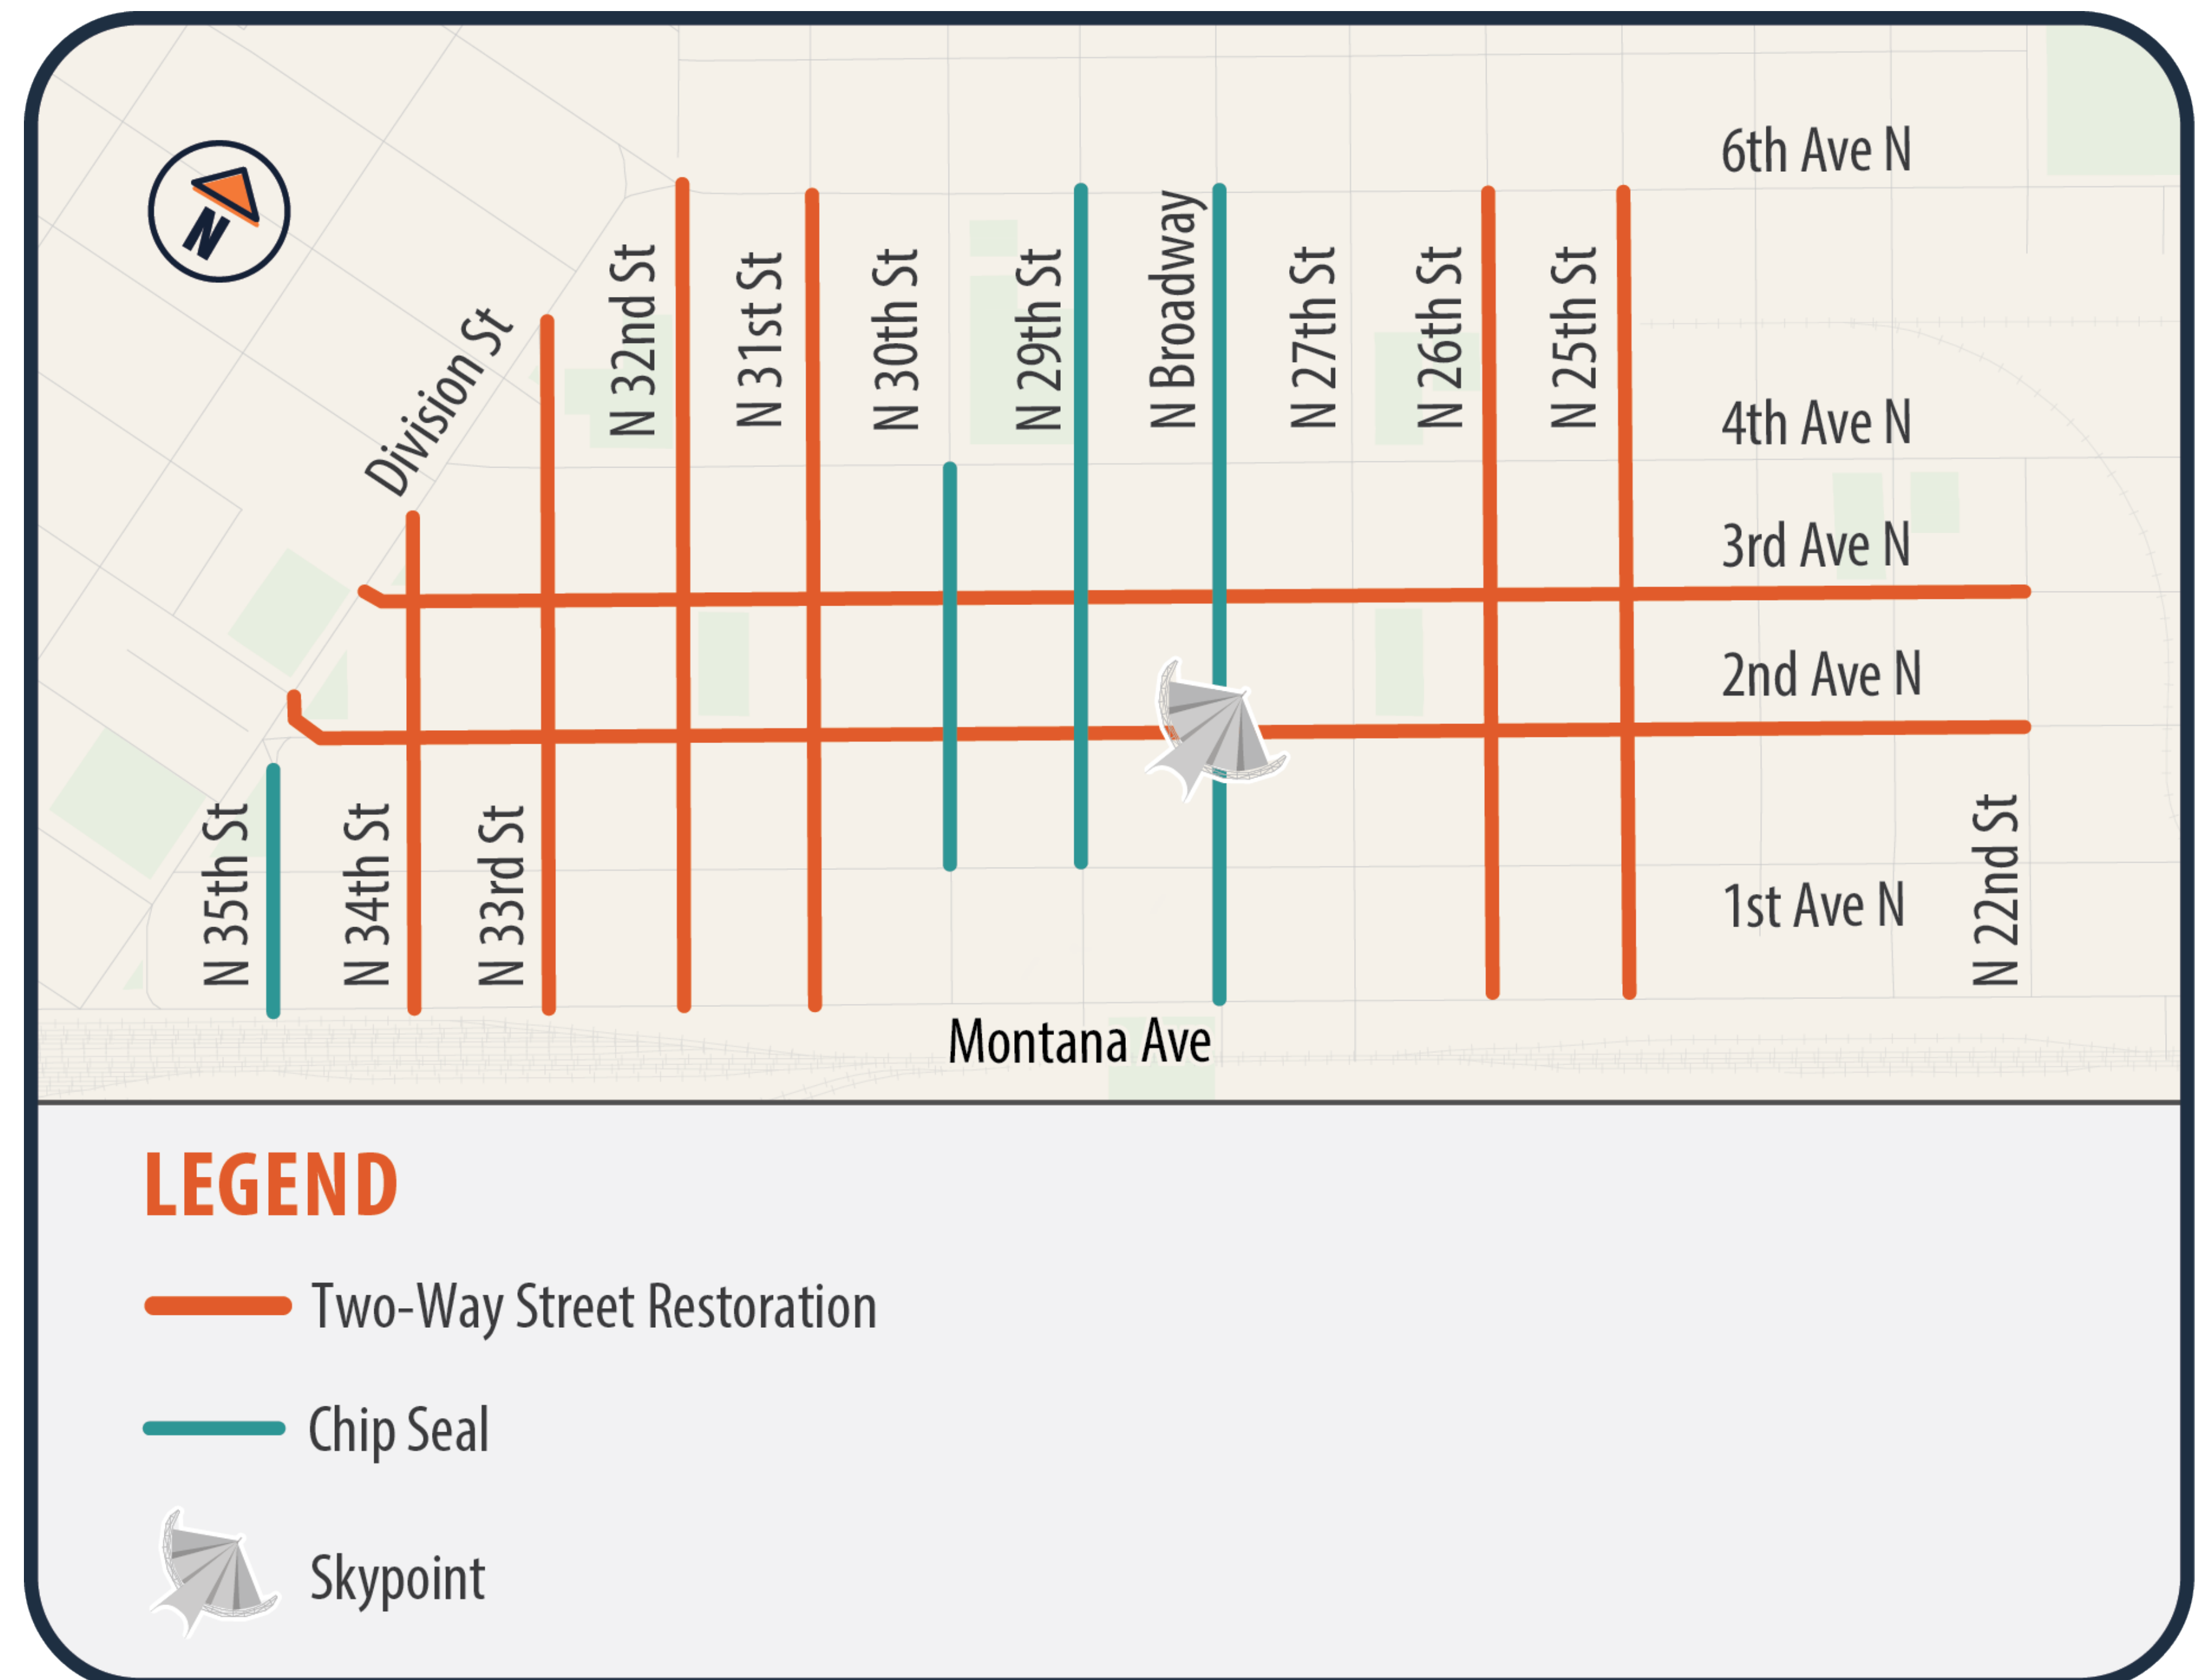 6th Ave N
N
N 32nd St
N 31st St
N 30th St
N 29th St
N Broadway
N 27th St
N 26th St
N 25th St
Division St
4th Ave N
3rd Ave N
2nd Ave N
N 35th St
N 34th St
N 33rd St
1st Ave N
N 22nd St
Montana Ave
LEGEND
Two-Way Street Restoration
Chip Seal
Skypoint